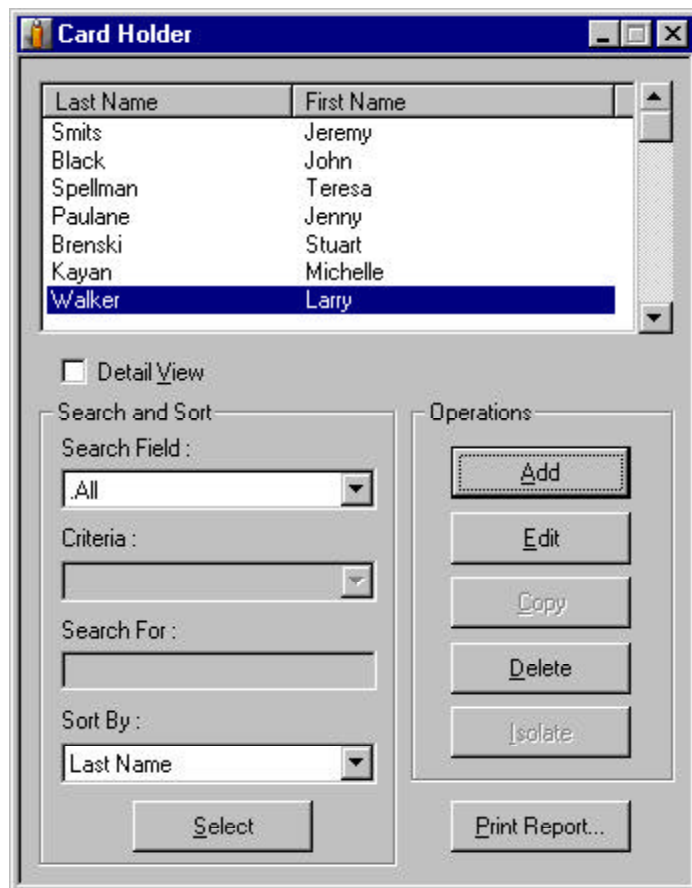 Card Holder
Last Name First Name
Smits Jeremy
Black John
Spellman Teresa
Paulane Jenny
Brenski Stuart
Kayan Michelle
Walker Larry
Detail View
Search and Sort
Search Field :
.All
Criteria :
Search For :
Sort By :
Last Name
Select
Operations
Add
Edit
Copy
Delete
Isolate
Print Report...